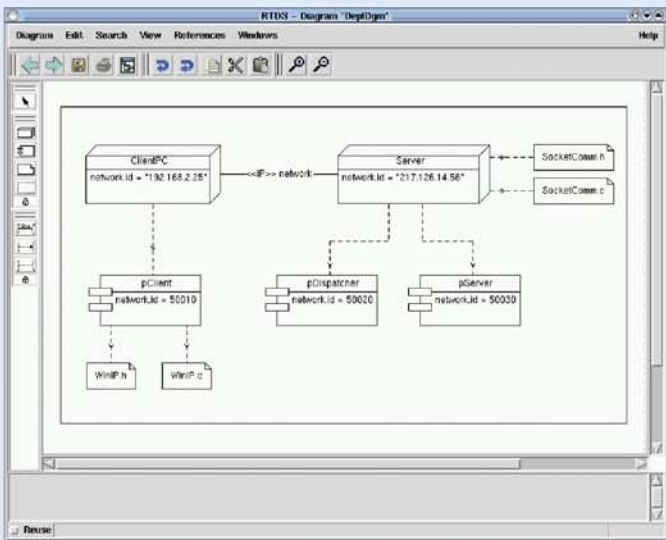 RTDS - Diagram "DeplDgm"
Diagram Edit Search View References Windows Help
ClientPC
network.id = "192.168.2.25"
<<IP>> network
Server
network.id = "217.126.14.56"
SocketComm.h
SocketComm.c
pClient
network.id = 50010
pDispatcher
network.id = 50020
pServer
network.id = 50030
WinIP.h
WinIP.c
Reuse